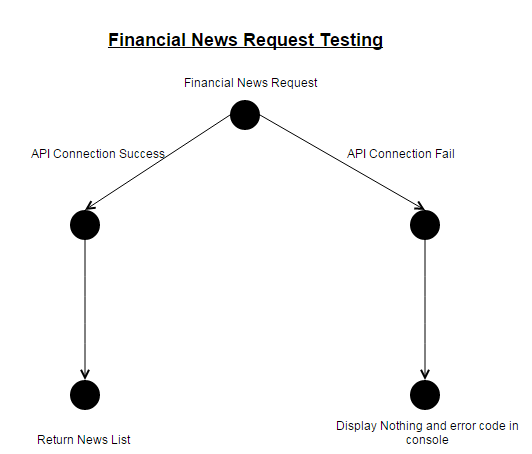 Financial News Request Testing
Financial News Request
API Connection Success
API Connection Fail
Return News List
Display Nothing and error code in
console